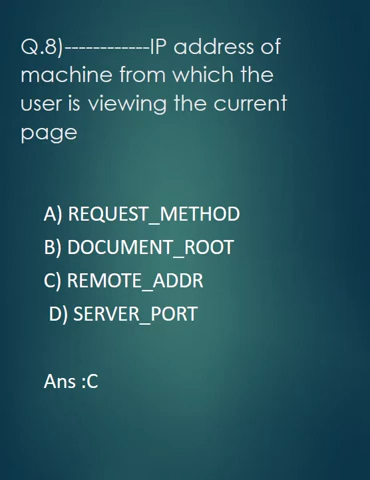 Q.8)------------IP address of
machine from which the
user is viewing the current
page
A) REQUEST_METHOD
B) DOCUMENT_ROOT
C) REMOTE_ADDR
D) SERVER_PORT
Ans :C